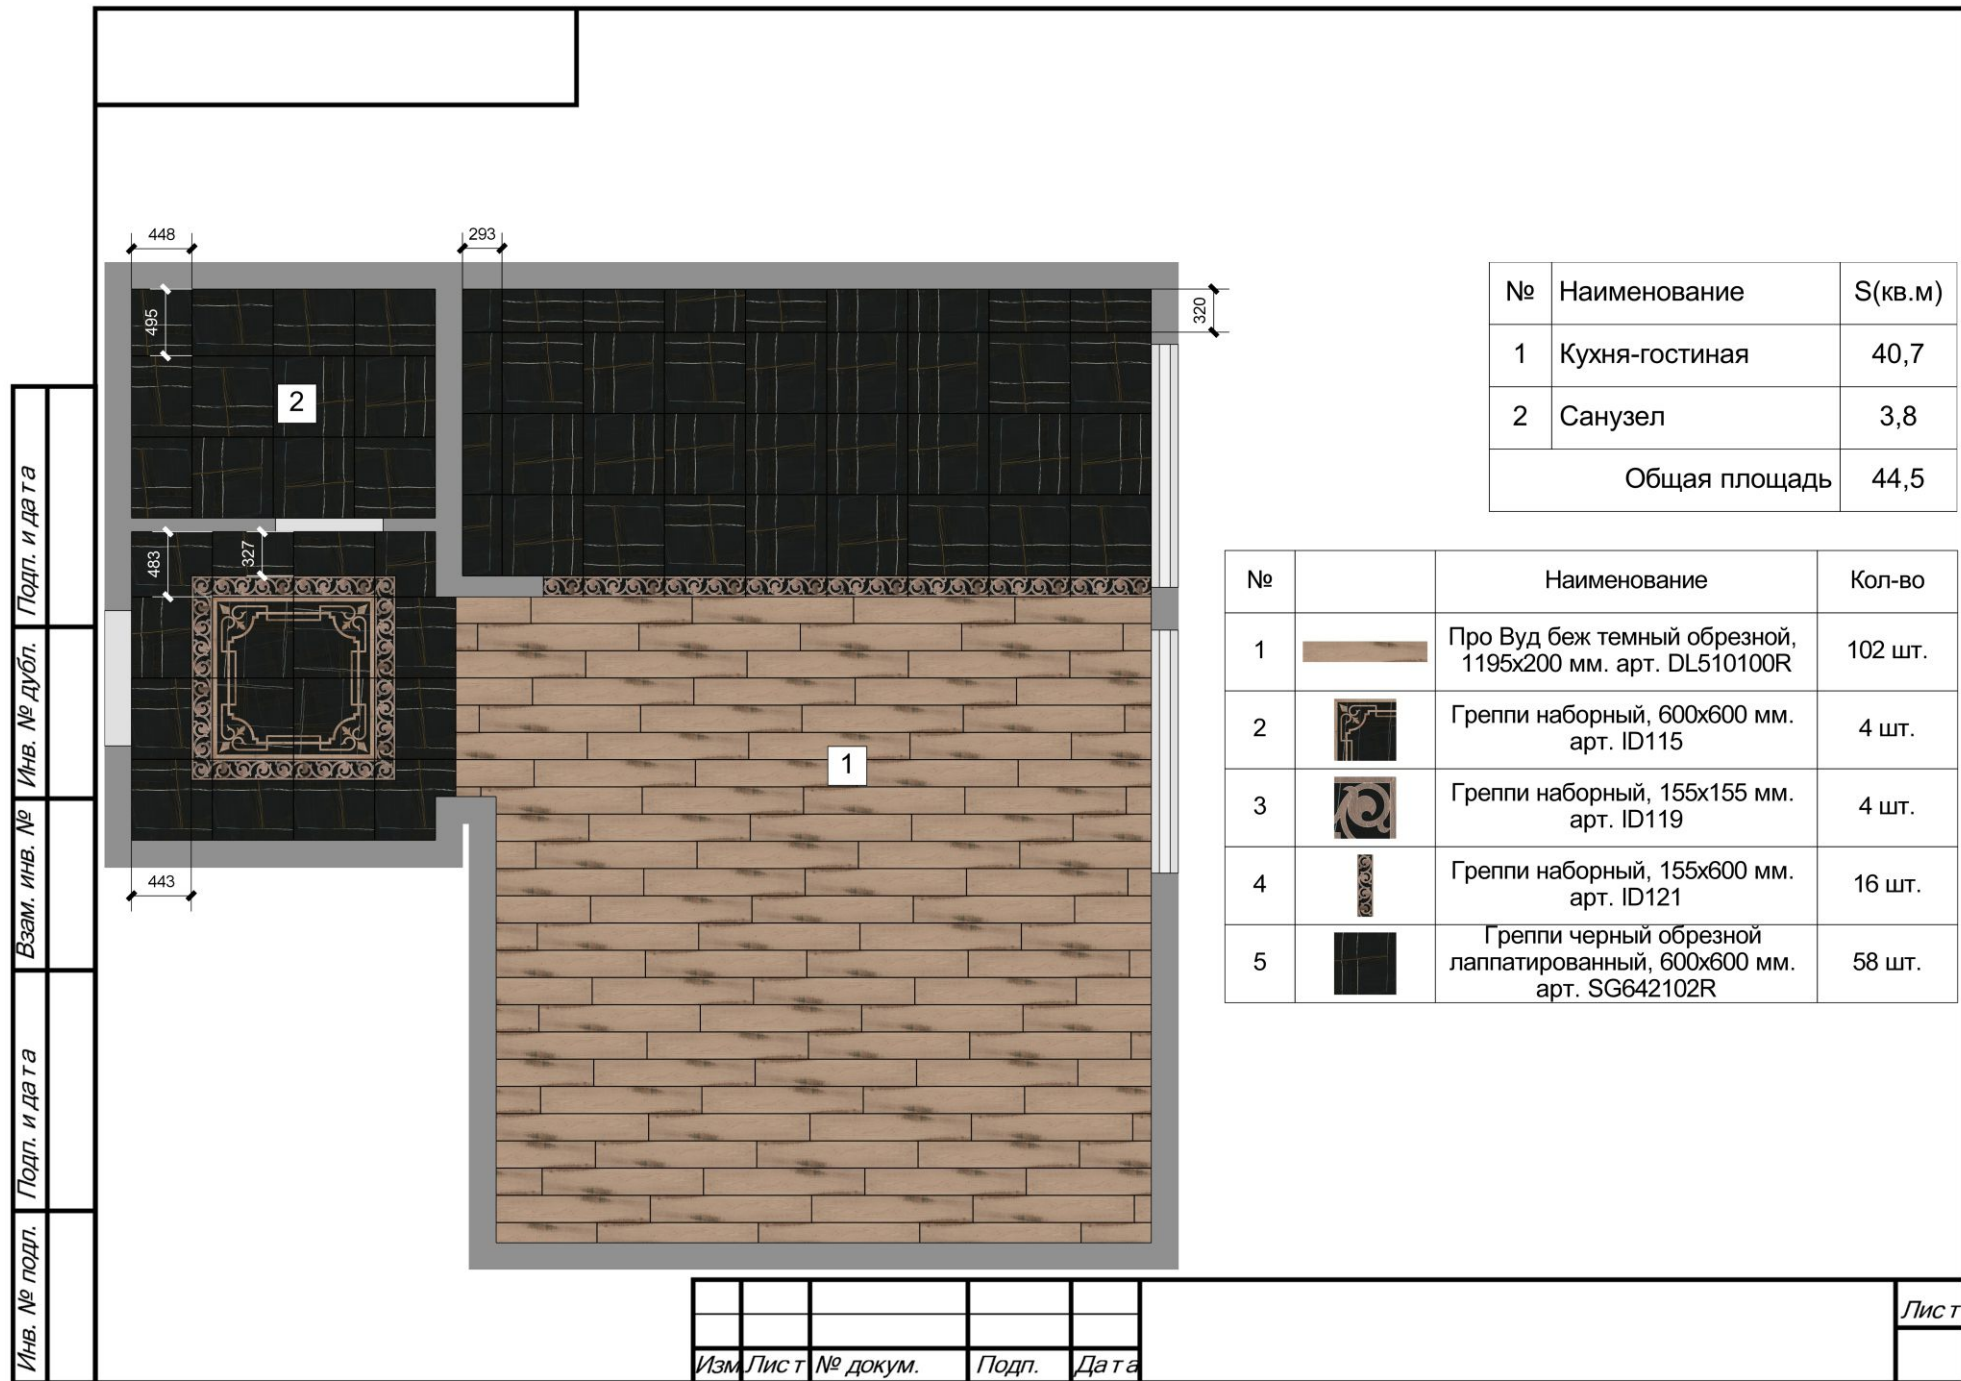 448
293
495
320
2
483
327
1
443
№ Наименование S(кв.м)
1 Кухня-гостиная 40,7
2 Санузел 3,8
Общая площадь 44,5
№ Наименование Кол-во
1 Про Вуд беж темный обрезной, 1195x200 мм. арт. DL510100R 102 шт.
2 Греппи наборный, 600x600 мм. арт. ID115 4 шт.
3 Греппи наборный, 155x155 мм. арт. ID119 4 шт.
4 Греппи наборный, 155x600 мм. арт. ID121 16 шт.
5 Греппи черный обрезной лаппатированный, 600x600 мм. арт. SG642102R 58 шт.
Подп. и дата
Инв. № дубл.
Взам. инв. №
Подп. и дата
Инв. № подл.
Изм Лист № докум. Подп. Дата
Лист